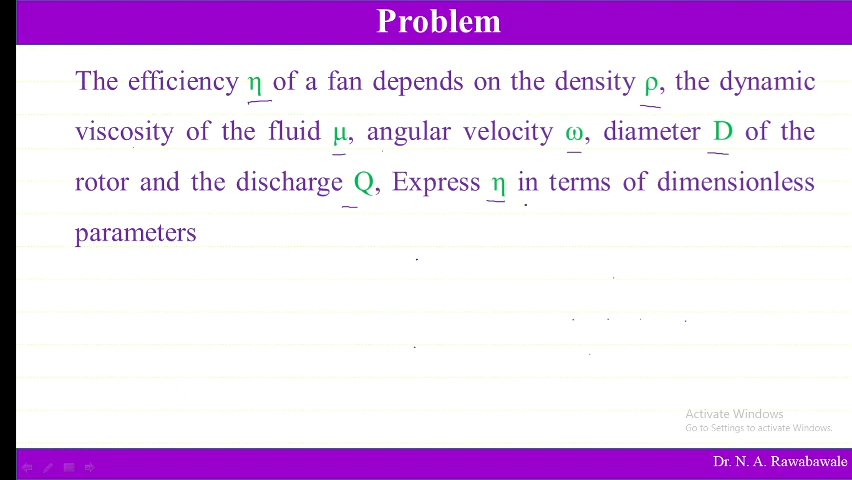 Problem
The efficiency η of a fan depends on the density ρ, the dynamic
viscosity of the fluid μ, angular velocity ω, diameter D of the
rotor and the discharge Q, Express η in terms of dimensionless
parameters
Activate Windows
Go to Settings to activate Windows.
Dr. N. A. Rawabawale